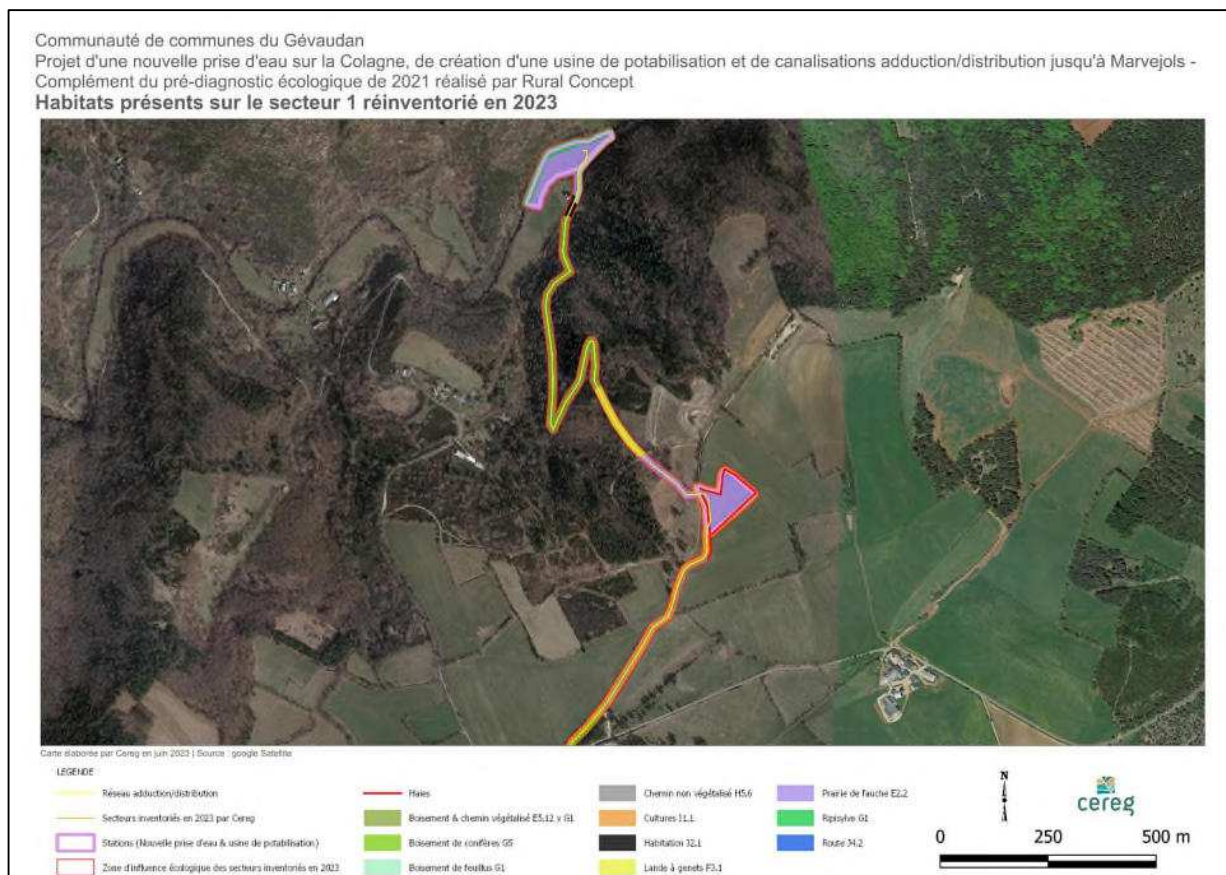 Communauté de communes du Gévaudan
Projet d'une nouvelle prise d'eau sur la Colagne, de création d'une usine de potabilisation et de canalisations adduction/distribution jusqu'à Marvejols -
Complément du pré-diagnostic écologique de 2021 réalisé par Rural Concept
Habitats présents sur le secteur 1 réinventorié en 2023
Carte élaborée par Cereg en juin 2023 | Source : google Satellite
LEGENDE
Réseau adduction/distribution
Secteurs inventoriés en 2023 par Cereg
Stations (Nouvelle prise d'eau & usine de potabilisation)
Zone d'influence écologique des secteurs inventoriés en 2023
Haies
Boisement & chemin végétalisé E5.12 x G1
Boisement de conifères G5
Boisement de feuillus G1
Chemin non végétalisé H5.6
Cultures I1.1
Habitation J2.1
Lande à genets F3.1
Prairie de fauche E2.2
Ripisylve G1
Route J4.2
N
cereg
0 250 500 m